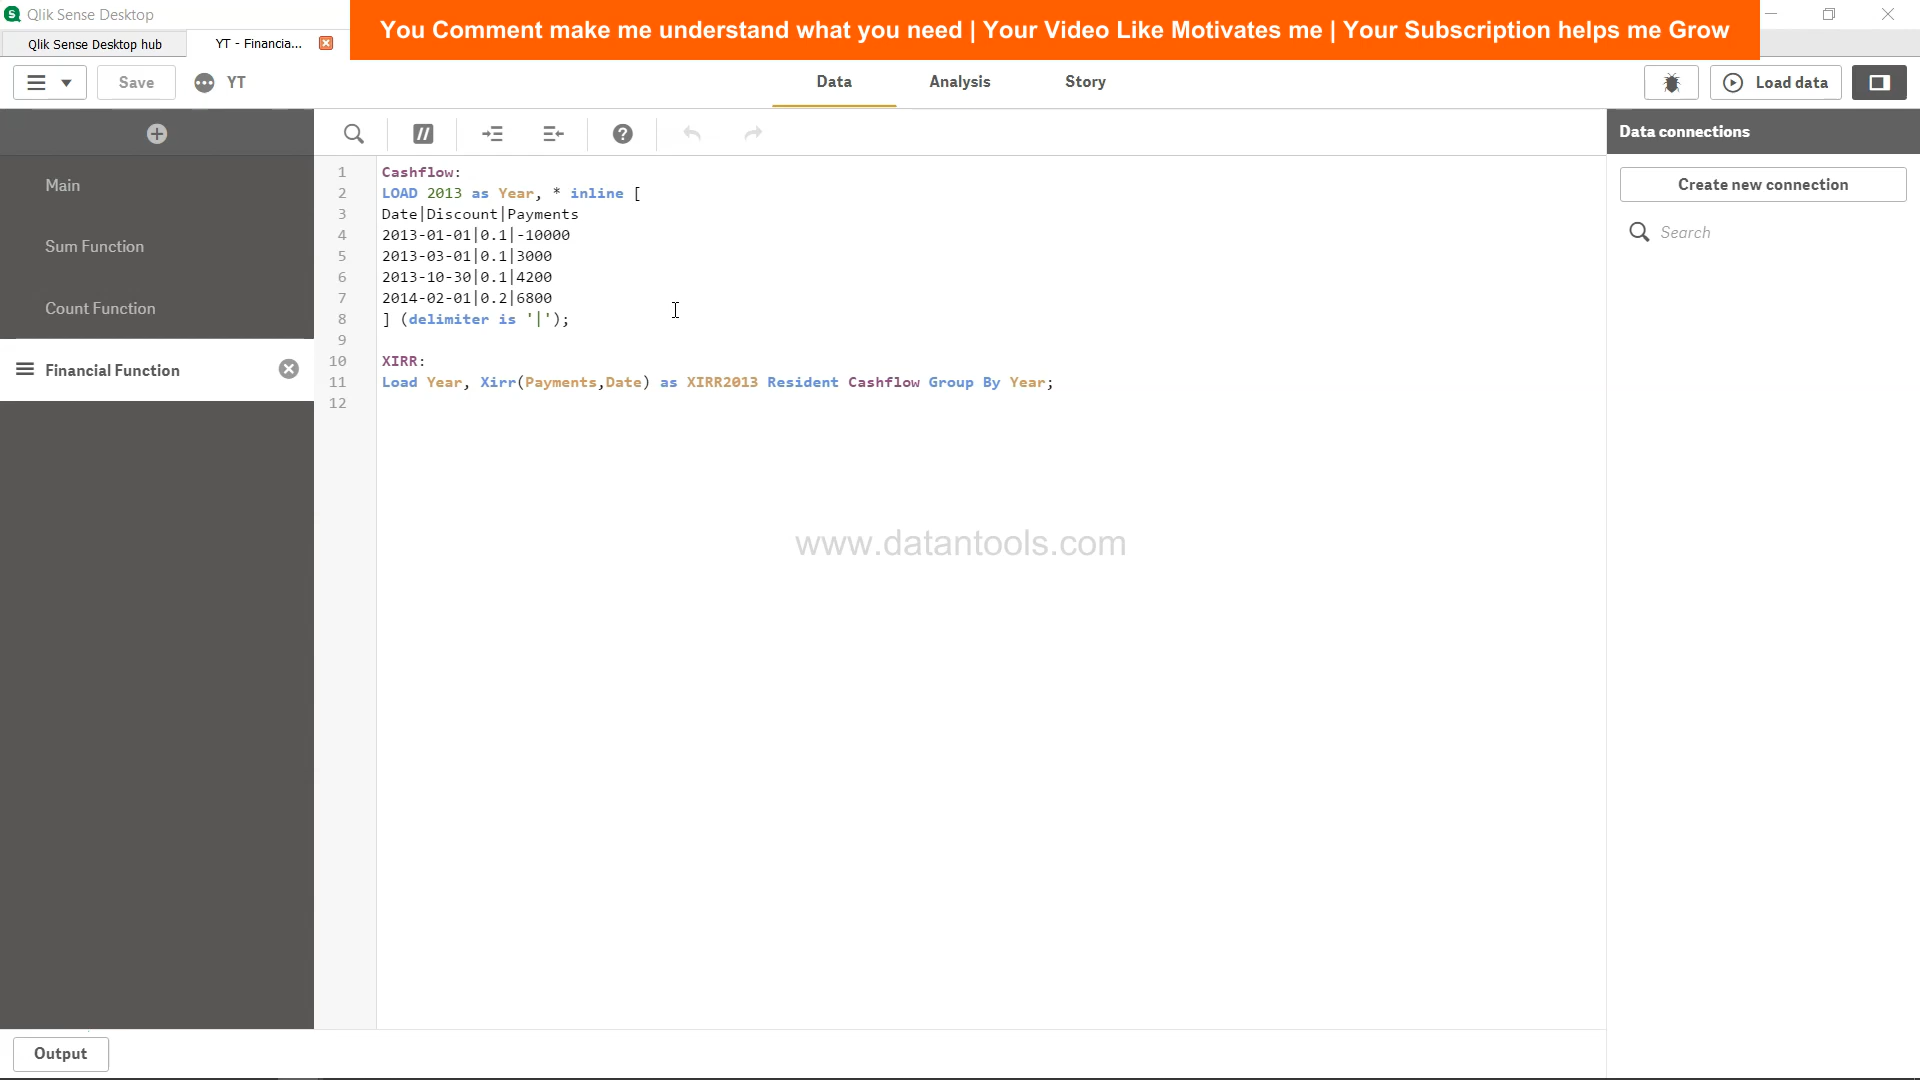 Qlik Sense Desktop
You Comment make me understand what you need | Your Video Like Motivates me | Your Subscription helps me Grow
Qlik Sense Desktop hub
YT - Financia...
Save
YT
Data
Analysis
Story
Load data
Data connections
Create new connection
Search
Main
Sum Function
Count Function
Financial Function
1 Cashflow:
2 LOAD 2013 as Year, * inline [
3 Date|Discount|Payments
4 2013-01-01|0.1|-10000
5 2013-03-01|0.1|3000
6 2013-10-30|0.1|4200
7 2014-02-01|0.2|6800
8 ] (delimiter is '|');
9
10 XIRR:
11 Load Year, Xirr(Payments,Date) as XIRR2013 Resident Cashflow Group By Year;
12
www.datantools.com
Output